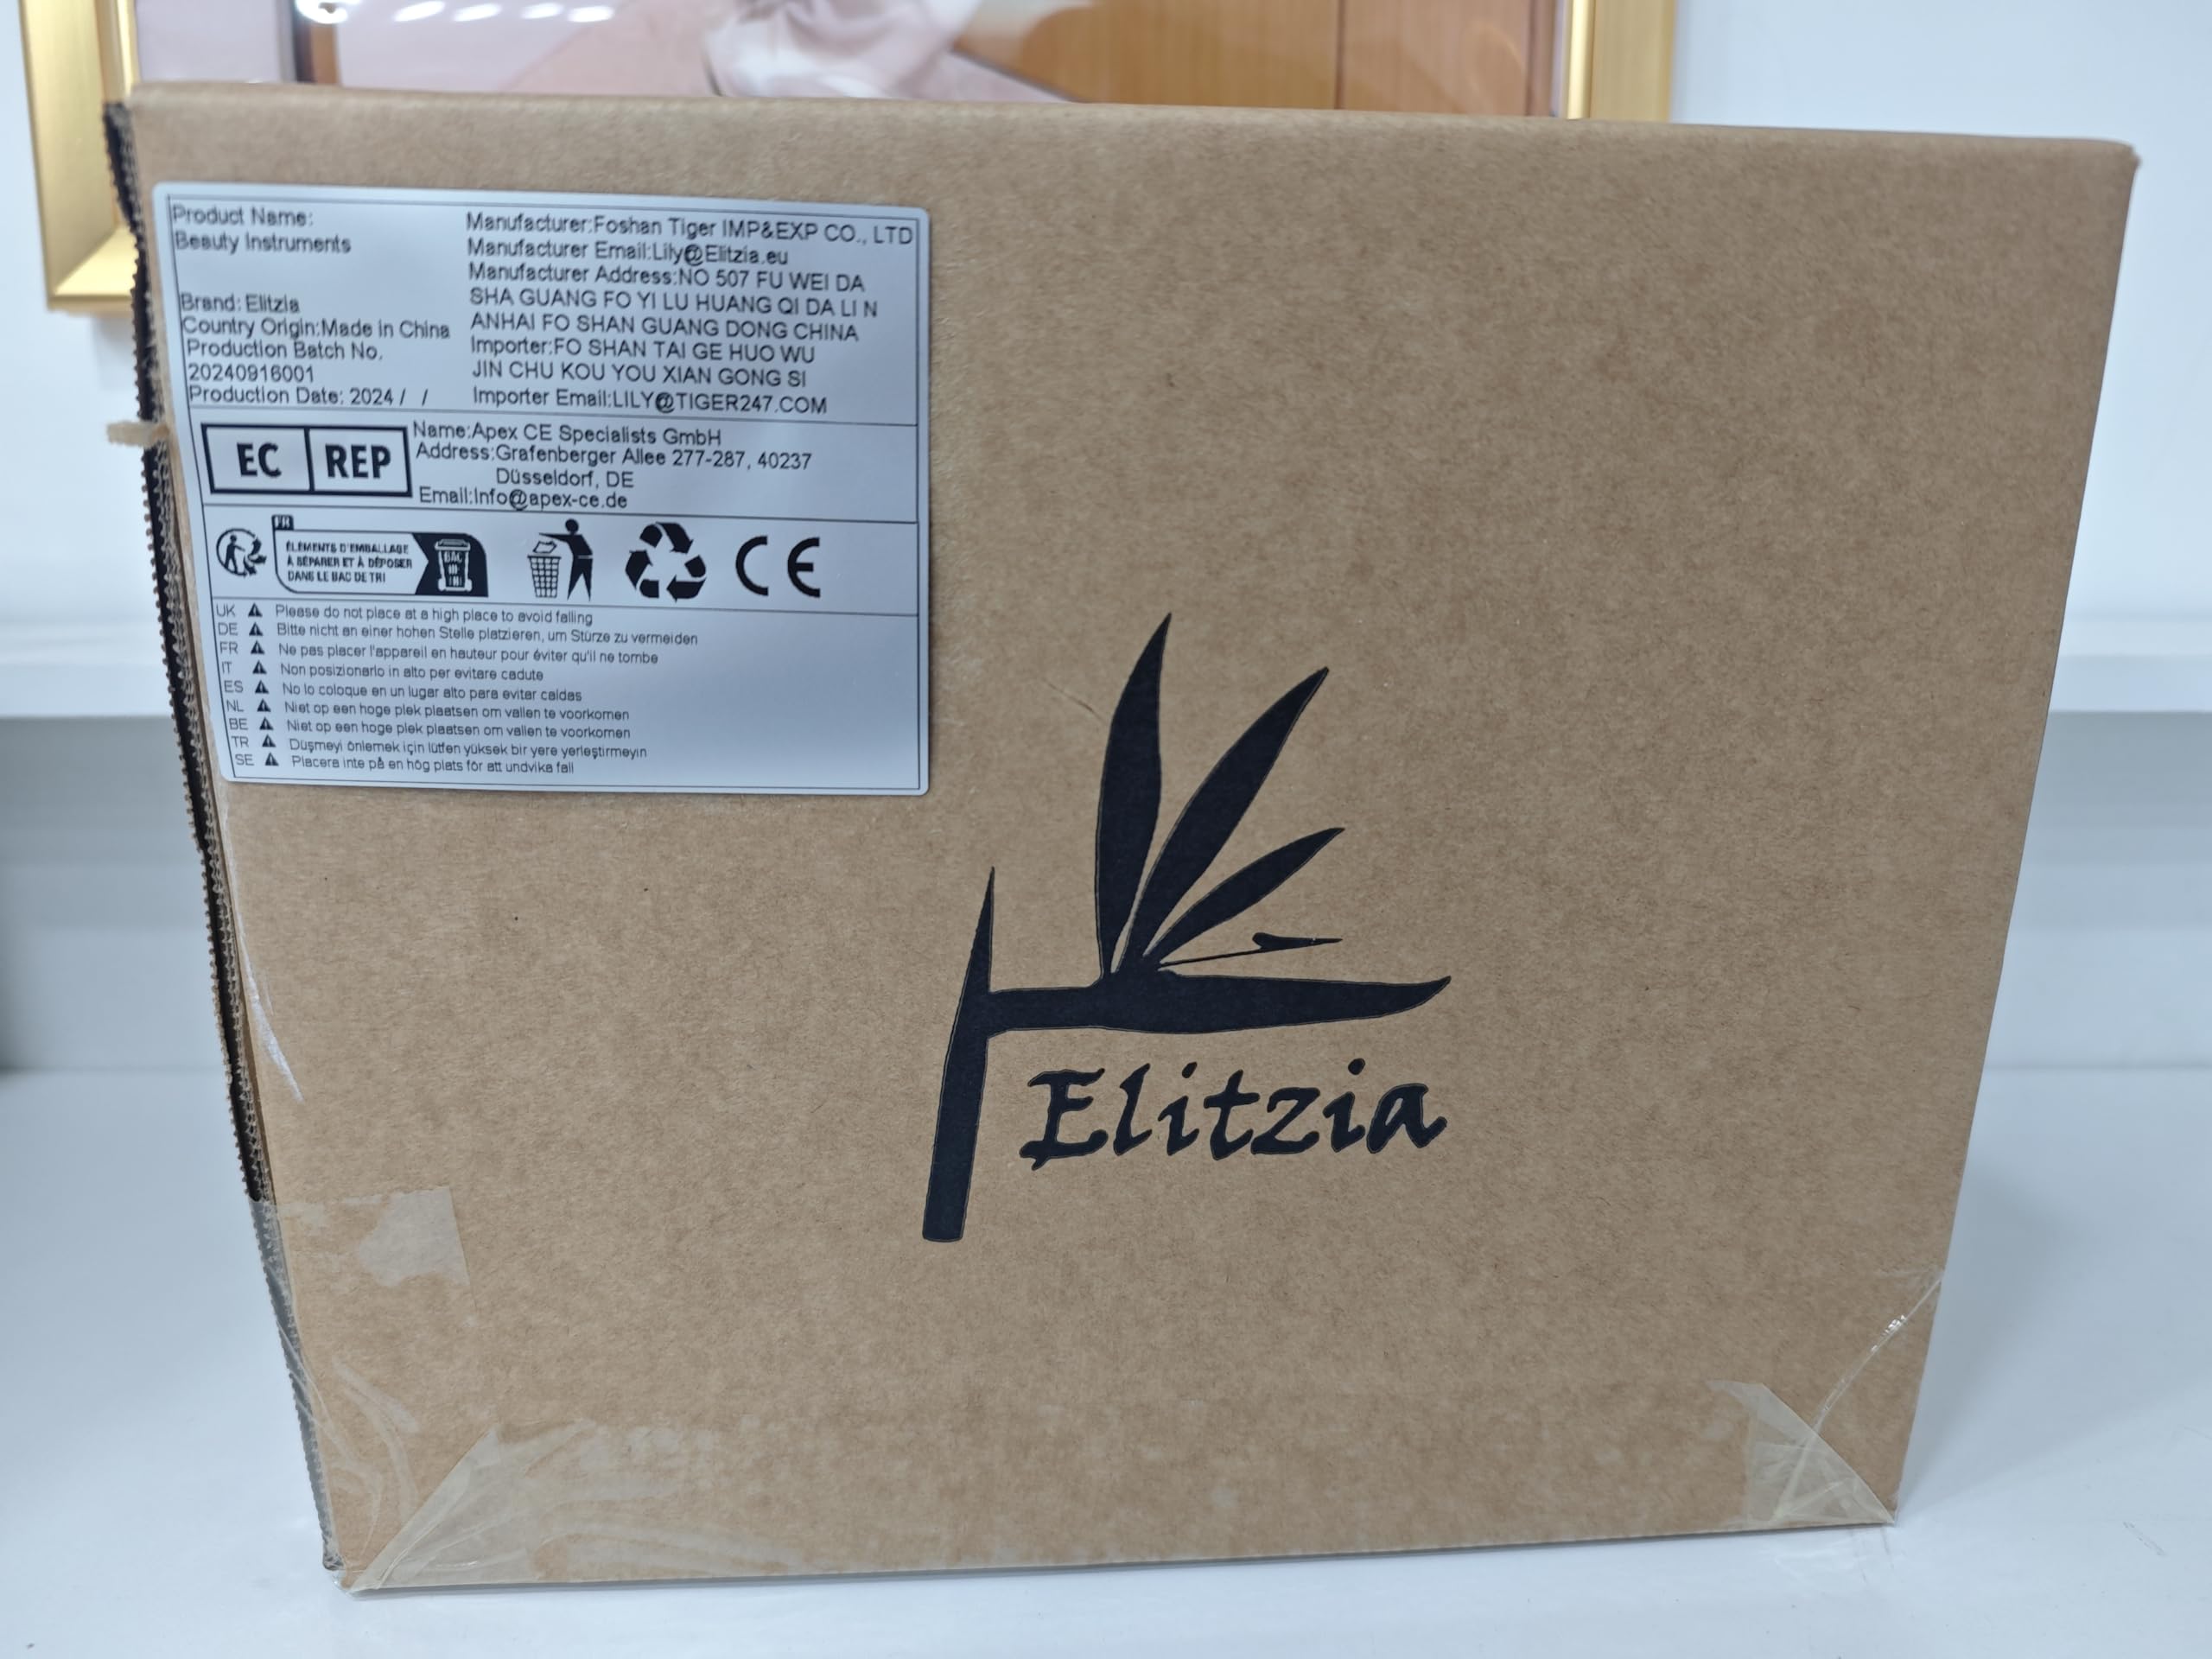 Product Name:
Beauty Instruments
Brand: Elitzia
Country Origin:Made in China
Production Batch No.
20240916001
Production Date: 2024 / /
Manufacturer:Foshan Tiger IMP&EXP CO., LTD
Manufacturer Email:Lily@Elitzia.eu
Manufacturer Address:NO 507 FU WEI DA
SHA GUANG FO YI LU HUANG QI DA LI N
ANHAI FO SHAN GUANG DONG CHINA
Importer:FO SHAN TAI GE HUO WU
JIN CHU KOU YOU XIAN GONG SI
Importer Email:LILY@TIGER247.COM
EC REP
Name:Apex CE Specialists GmbH
Address:Grafenberger Allee 277-287, 40237
Düsseldorf, DE
Email:Info@apex-ce.de
FR
ÉLÉMENTS D'EMBALLAGE
À SÉPARER ET À DÉPOSER
DANS LE BAC DE TRI
BAC
DE
TRI
CE
UK Please do not place at a high place to avoid falling
DE Bitte nicht an einer hohen Stelle platzieren, um Stürze zu vermeiden
FR Ne pas placer l'appareil en hauteur pour éviter qu'il ne tombe
IT Non posizionarlo in alto per evitare cadute
ES No lo coloque en un lugar alto para evitar caídas
NL Niet op een hoge plek plaatsen om vallen te voorkomen
BE Niet op een hoge plek plaatsen om vallen te voorkomen
TR Düşmeyi önlemek için lütfen yüksek bir yere yerleştirmeyin
SE Placera inte på en hög plats för att undvika fall
Elitzia